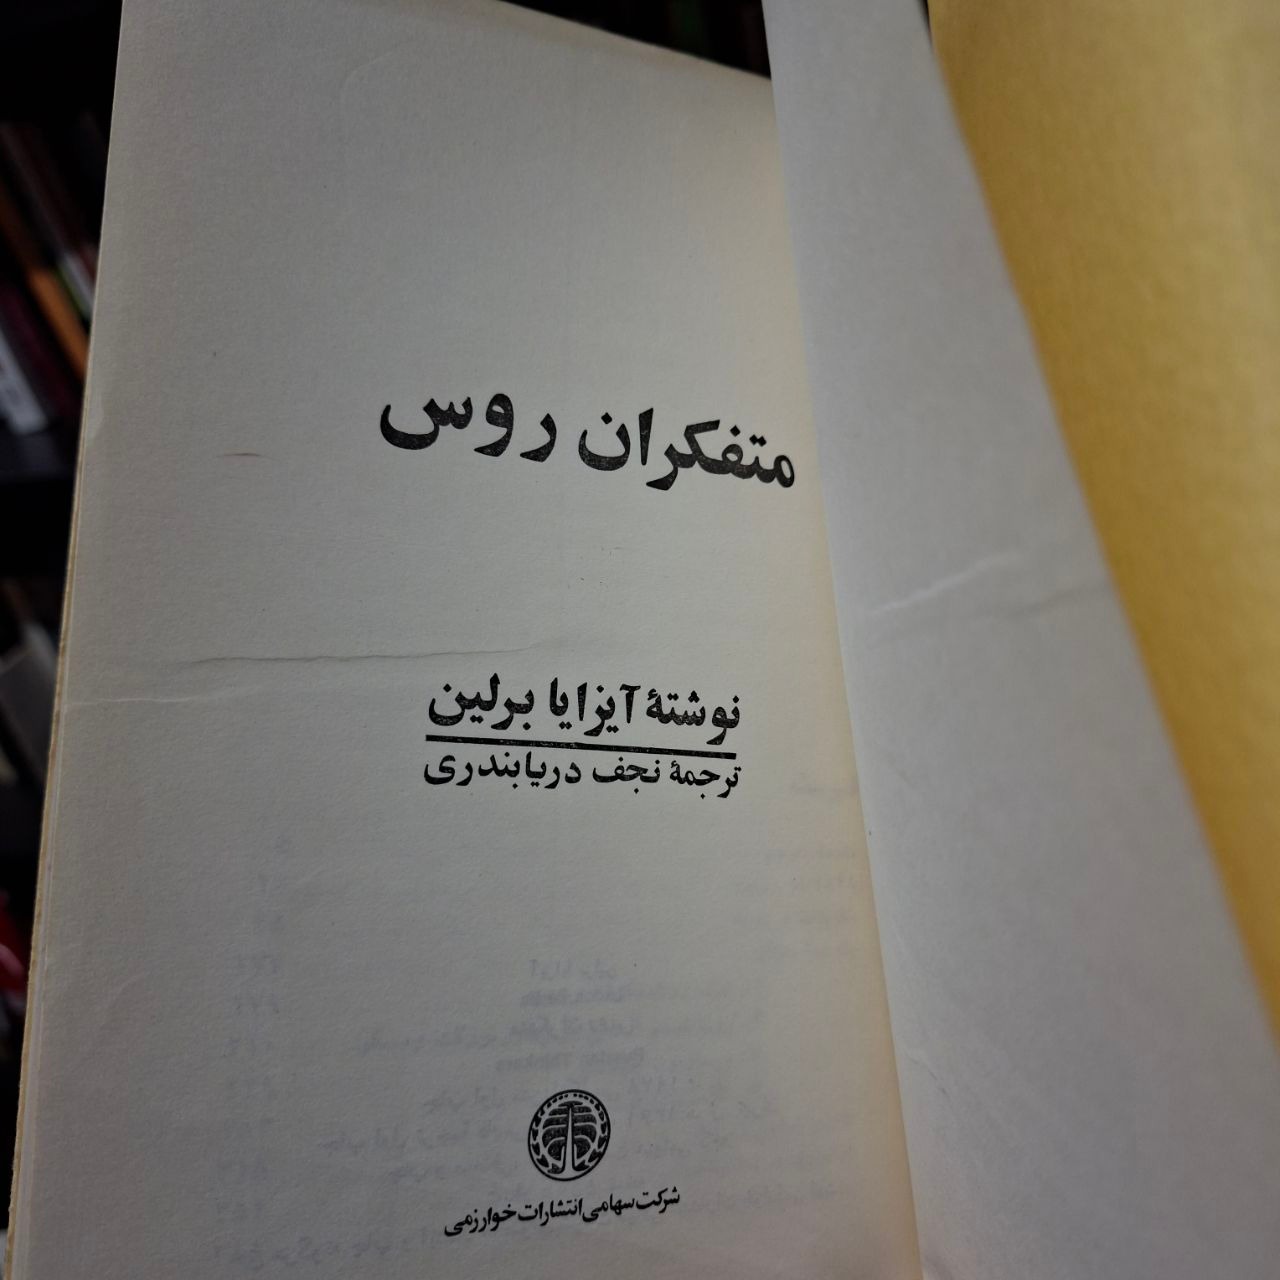 متفکران روس
نوشتهٔ آیزایا برلین
ترجمهٔ نجف دریابندری
شرکت سهامی انتشارات خوارزمی